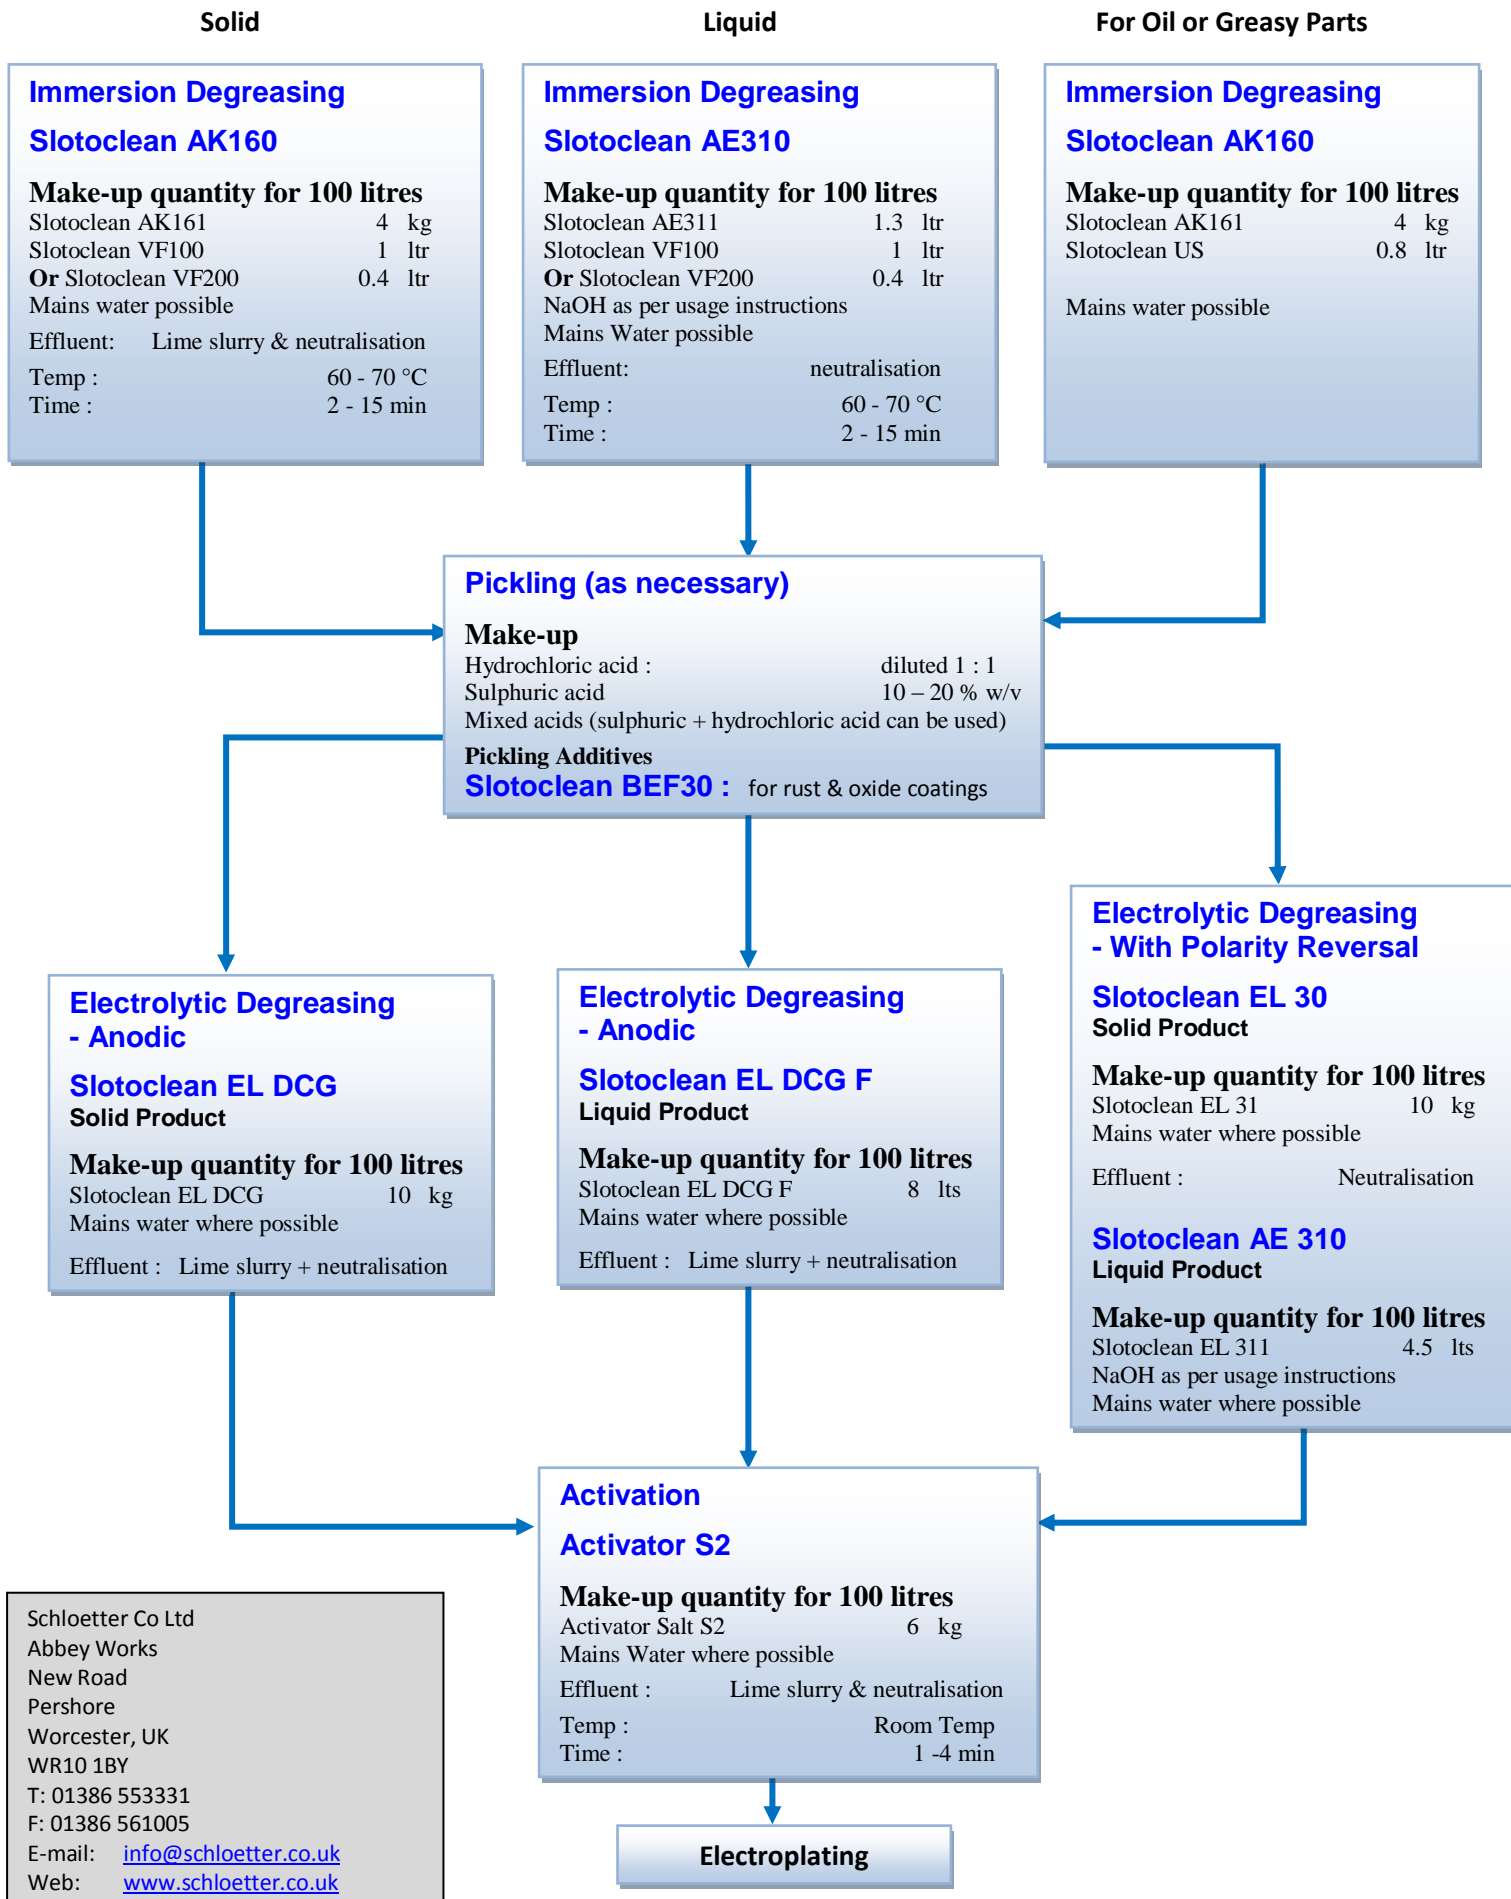 Solid
Liquid
For Oil or Greasy Parts
Immersion Degreasing
Slotoclean AK160
Make-up quantity for 100 litres
Slotoclean AK161 4 kg
Slotoclean VF100 1 ltr
Or Slotoclean VF200 0.4 ltr
Mains water possible
Effluent: Lime slurry & neutralisation
Temp : 60 - 70 °C
Time : 2 - 15 min
Immersion Degreasing
Slotoclean AE310
Make-up quantity for 100 litres
Slotoclean AE311 1.3 ltr
Slotoclean VF100 1 ltr
Or Slotoclean VF200 0.4 ltr
NaOH as per usage instructions
Mains Water possible
Effluent: neutralisation
Temp : 60 - 70 °C
Time : 2 - 15 min
Immersion Degreasing
Slotoclean AK160
Make-up quantity for 100 litres
Slotoclean AK161 4 kg
Slotoclean US 0.8 ltr
Mains water possible
Pickling (as necessary)
Make-up
Hydrochloric acid : diluted 1 : 1
Sulphuric acid 10 – 20 % w/v
Mixed acids (sulphuric + hydrochloric acid can be used)
Pickling Additives
Slotoclean BEF30 : for rust & oxide coatings
Electrolytic Degreasing
- Anodic
Slotoclean EL DCG
Solid Product
Make-up quantity for 100 litres
Slotoclean EL DCG 10 kg
Mains water where possible
Effluent : Lime slurry + neutralisation
Electrolytic Degreasing
- Anodic
Slotoclean EL DCG F
Liquid Product
Make-up quantity for 100 litres
Slotoclean EL DCG F 8 lts
Mains water where possible
Effluent : Lime slurry + neutralisation
Electrolytic Degreasing
- With Polarity Reversal
Slotoclean EL 30
Solid Product
Make-up quantity for 100 litres
Slotoclean EL 31 10 kg
Mains water where possible
Effluent : Neutralisation
Slotoclean AE 310
Liquid Product
Make-up quantity for 100 litres
Slotoclean EL 311 4.5 lts
NaOH as per usage instructions
Mains water where possible
Activation
Activator S2
Make-up quantity for 100 litres
Activator Salt S2 6 kg
Mains Water where possible
Effluent : Lime slurry & neutralisation
Temp : Room Temp
Time : 1 -4 min
Electroplating
Schloetter Co Ltd
Abbey Works
New Road
Pershore
Worcester, UK
WR10 1BY
T: 01386 553331
F: 01386 561005
E-mail: info@schloetter.co.uk
Web: www.schloetter.co.uk